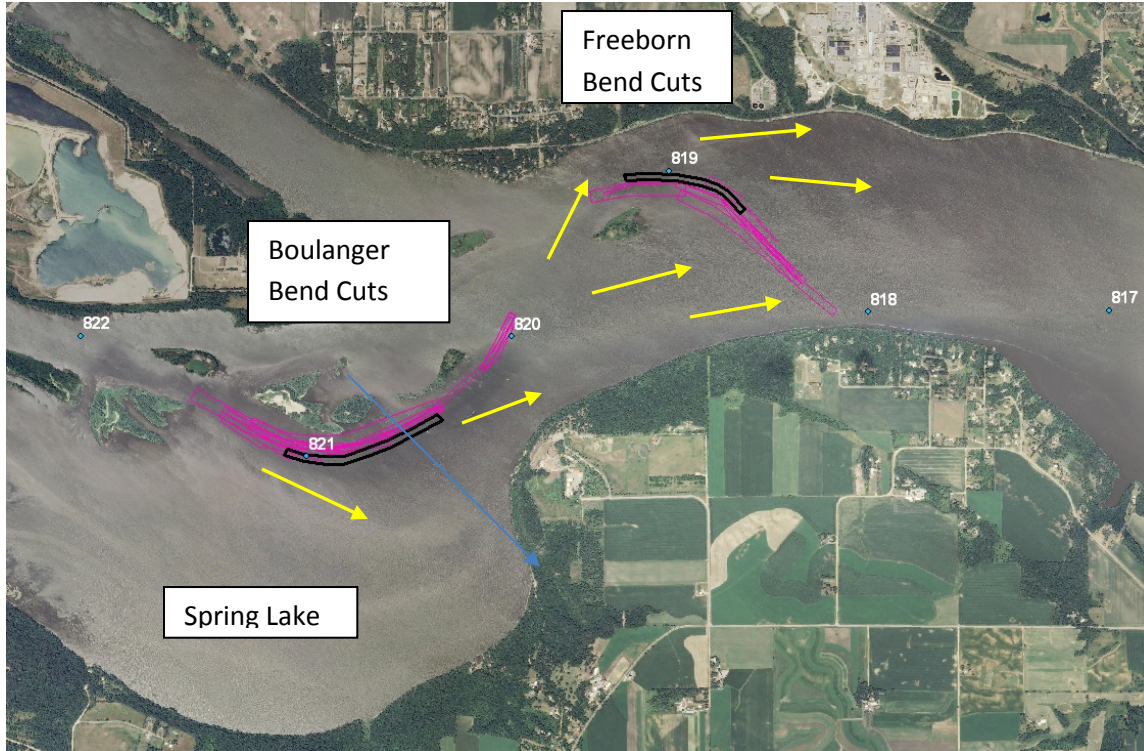 Freeborn
Bend Cuts
819
Boulanger
Bend Cuts
822
820
818
817
821
Spring Lake